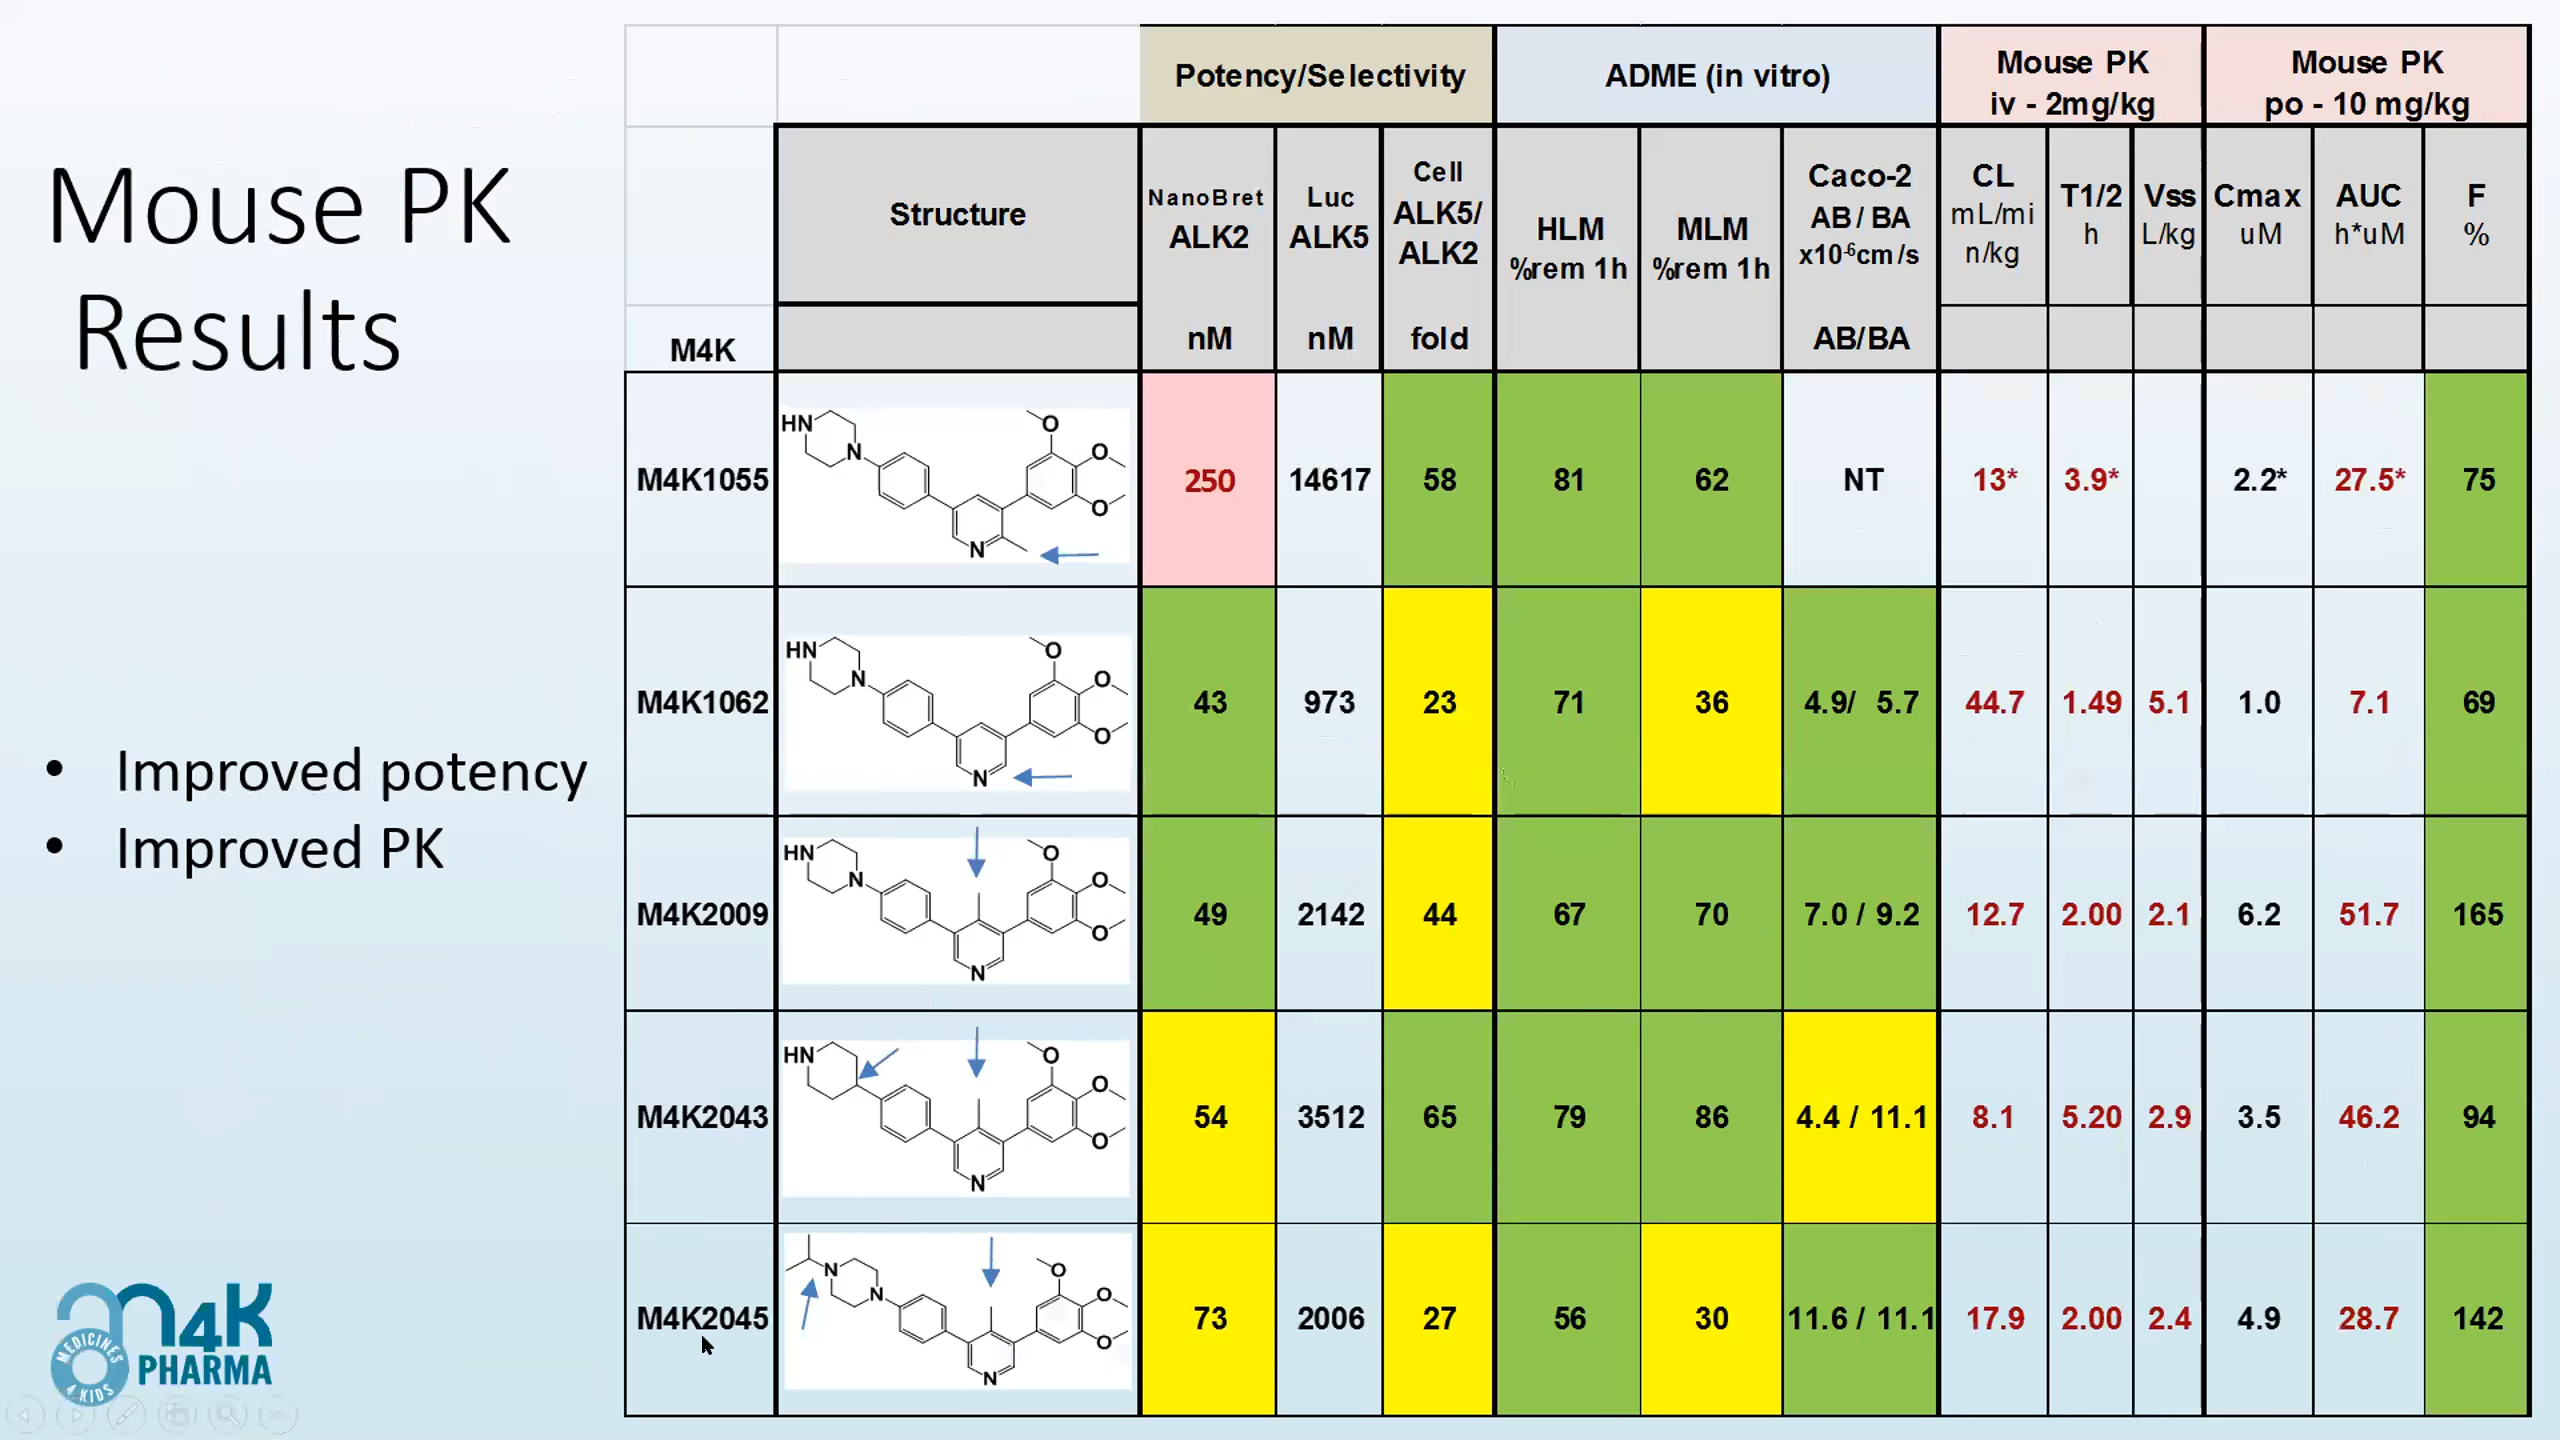 Mouse PK
Results
• Improved potency
• Improved PK
Potency/Selectivity ADME (in vitro) Mouse PK iv - 2mg/kg Mouse PK po - 10 mg/kg
Structure NanoBret ALK2 Luc ALK5 Cell ALK5/ ALK2 HLM %rem 1h MLM %rem 1h Caco-2 AB / BA x10-6cm/s CL mL/mi n/kg T1/2 h Vss L/kg Cmax uM AUC h*uM F %
M4K nM nM fold AB/BA
M4K1055 HN N N O O O 250 14617 58 81 62 NT 13* 3.9* 2.2* 27.5* 75
M4K1062 HN N N O O O 43 973 23 71 36 4.9/ 5.7 44.7 1.49 5.1 1.0 7.1 69
M4K2009 HN N N O O O 49 2142 44 67 70 7.0 / 9.2 12.7 2.00 2.1 6.2 51.7 165
M4K2043 HN N O O O 54 3512 65 79 86 4.4 / 11.1 8.1 5.20 2.9 3.5 46.2 94
M4K2045 N N N O O O 73 2006 27 56 30 11.6 / 11.1 17.9 2.00 2.4 4.9 28.7 142
M4K
PHARMA
MEDICINES
4 KIDS